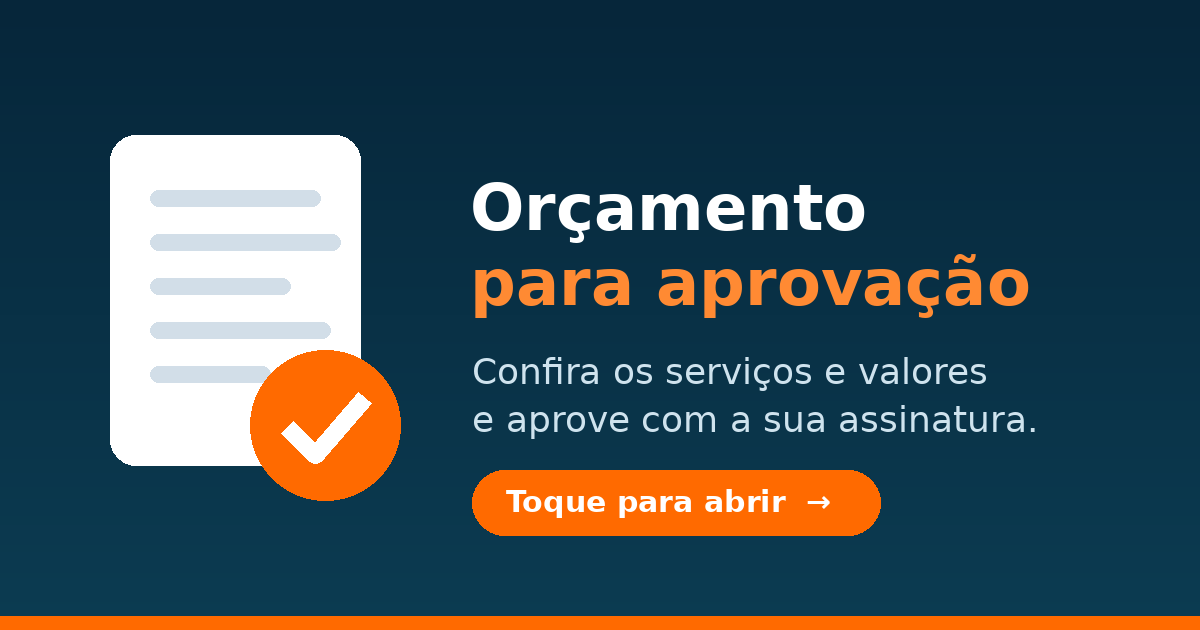 Orçamento
para aprovação
Confira os serviços e valores
e aprove com a sua assinatura.
Toque para abrir →